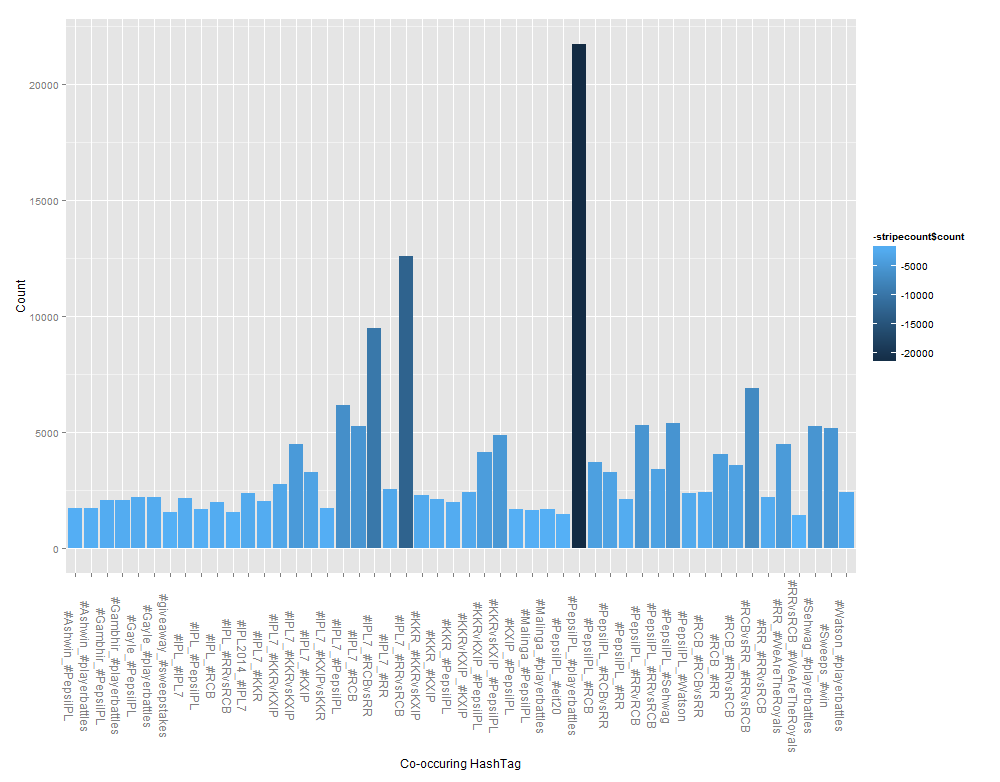 20000
15000
10000
5000
0
Count
-stripecount$count
-5000
-10000
-15000
-20000
#Ashwin_#PepsiIPL
#Ashwin_#playerbattles
#Gambhir_#PepsiIPL
#Gambhir_#playerbattles
#Gayle_#PepsiIPL
#Gayle_#playerbattles
#giveaway_#sweepstakes
#IPL_#IPL7
#IPL_#PepsiIPL
#IPL_#RCB
#IPL_#RRvsRCB
#IPL2014_#IPL7
#IPL7_#KKR
#IPL7_#KKRvKXIP
#IPL7_#KKRvsKXIP
#IPL7_#KXIP
#IPL7_#KXIPvsKKR
#IPL7_#PepsiIPL
#IPL7_#RCB
#IPL7_#RCBvsRR
#IPL7_#RR
#IPL7_#RRvsRCB
#KKR_#KKRvsKXIP
#KKR_#KXIP
#KKR_#PepsiIPL
#KKRvKXIP_#KXIP
#KKRvKXIP_#PepsiIPL
#KKRvsKXIP_#PepsiIPL
#KXIP_#PepsiIPL
#Malinga_#PepsiIPL
#Malinga_#playerbattles
#PepsiIPL_#eit20
#PepsiIPL_#playerbattles
#PepsiIPL_#RCB
#PepsiIPL_#RCBvsRR
#PepsiIPL_#RR
#PepsiIPL_#RRvRCB
#PepsiIPL_#RRvsRCB
#PepsiIPL_#Sehwag
#PepsiIPL_#Watson
#RCB_#RCBvsRR
#RCB_#RR
#RCB_#RRvsRCB
#RCBvsRR_#RRvsRCB
#RR_#RRvsRCB
#RR_#WeAreTheRoyals
#RRvsRCB_#WeAreTheRoyals
#Sehwag_#playerbattles
#Sweeps_#win
#Watson_#playerbattles
Co-occuring HashTag